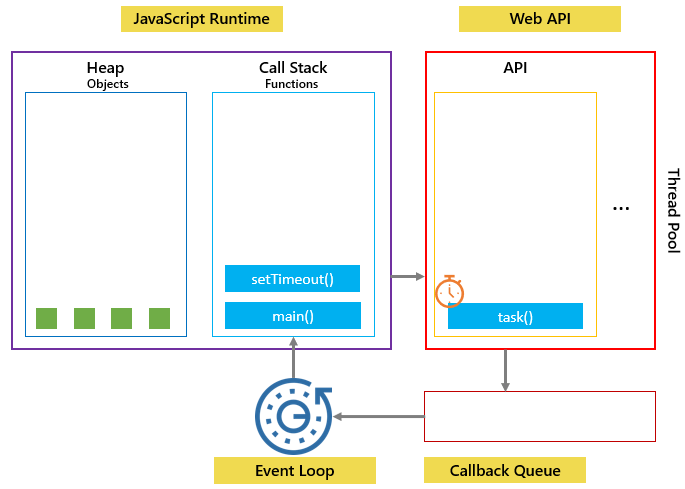 JavaScript Runtime
Web API
Heap
Objects
Call Stack
Functions
API
Thread Pool
...
setTimeout()
main()
task()
Event Loop
Callback Queue